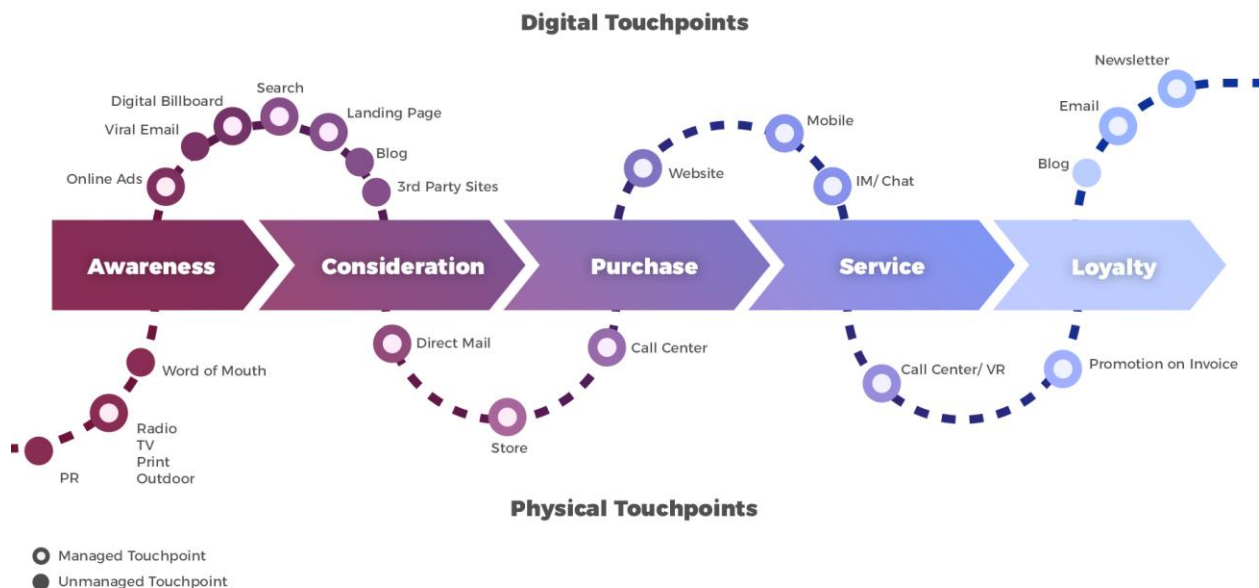 Digital Touchpoints
Newsletter
Search
Digital Billboard
Email
Landing Page
Viral Email
Mobile
Blog
Blog
Online Ads
3rd Party Sites
Website
IM/ Chat
Awareness
Consideration
Purchase
Service
Loyalty
Direct Mail
Call Center
Word of Mouth
Call Center/ VR
Promotion on Invoice
Radio
TV
Print
Outdoor
Store
PR
Physical Touchpoints
Managed Touchpoint
Unmanaged Touchpoint